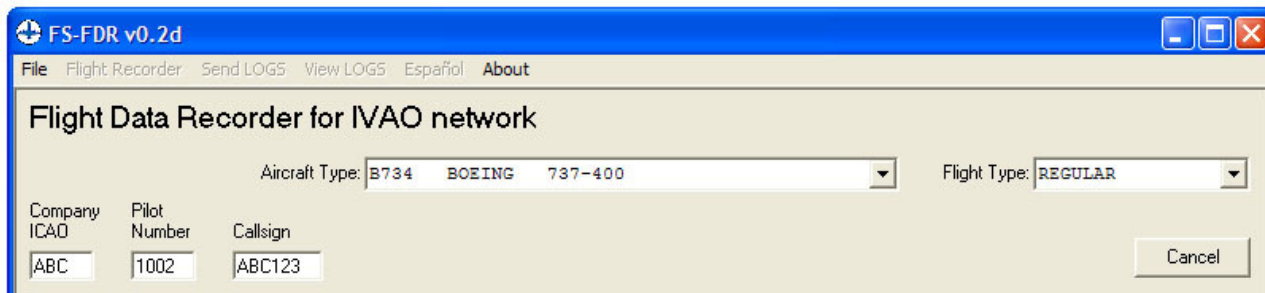 FS-FDR v0.2d
File Flight Recorder Send LOGS View LOGS Español About
Flight Data Recorder for IVAO network
Aircraft Type: B734 BOEING 737-400 Flight Type: REGULAR
Company ICAO Pilot Number Callsign
ABC 1002 ABC123 Cancel